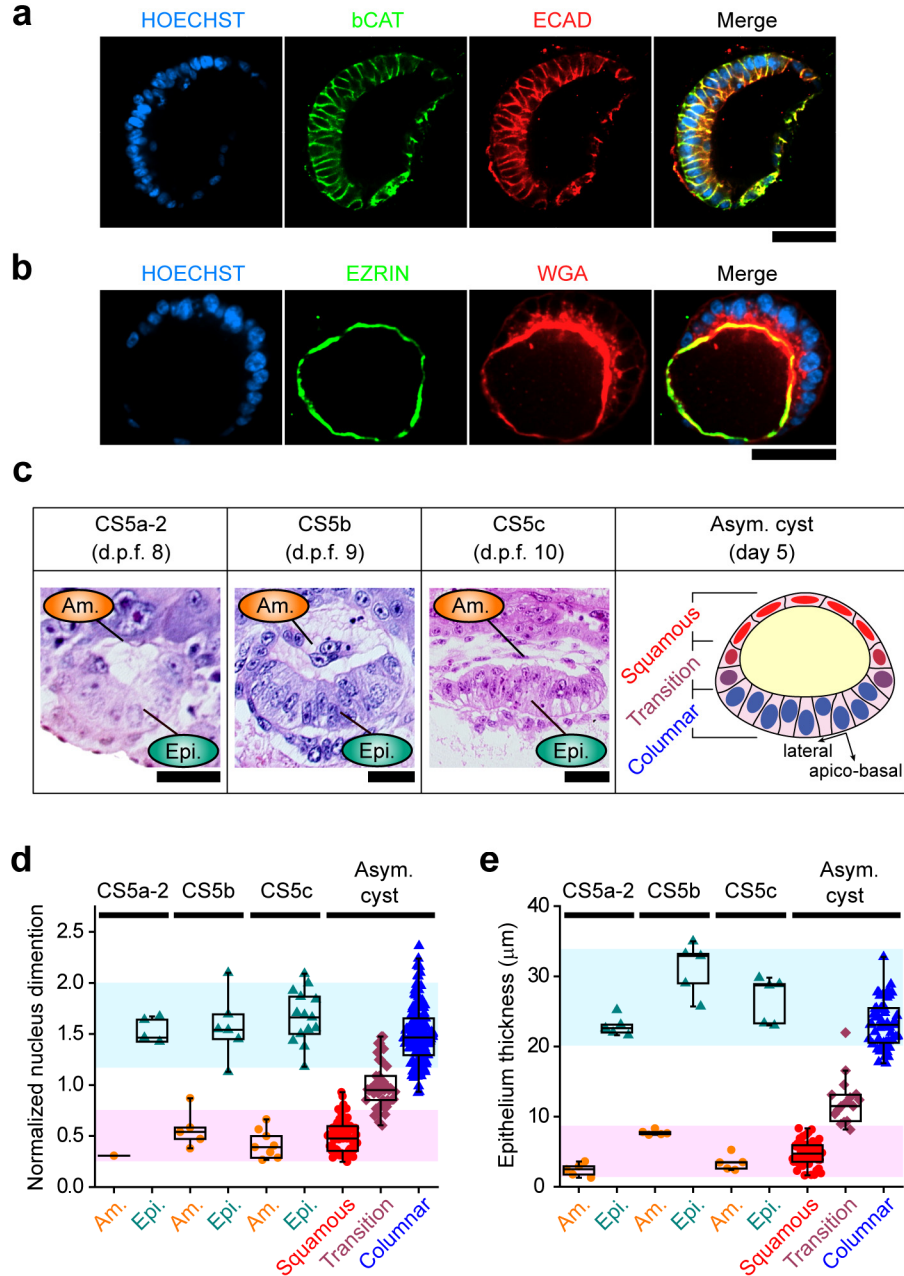 a
HOECHST bCAT ECAD Merge
b
HOECHST EZRIN WGA Merge
c
CS5a-2 (d.p.f. 8)
CS5b (d.p.f. 9)
CS5c (d.p.f. 10)
Asym. cyst (day 5)
Am.
Epi.
Am.
Epi.
Am.
Epi.
Squamous
Transition
Columnar
lateral
apico-basal
d
CS5a-2 CS5b CS5c Asym. cyst
Normalized nucleus dimention
2.5
2.0
1.5
1.0
0.5
0.0
Am. Epi. Am. Epi. Am. Epi. Squamous Transition Columnar
e
CS5a-2 CS5b CS5c Asym. cyst
Epithelium thickness (μm)
40
30
20
10
0
Am. Epi. Am. Epi. Am. Epi. Squamous Transition Columnar